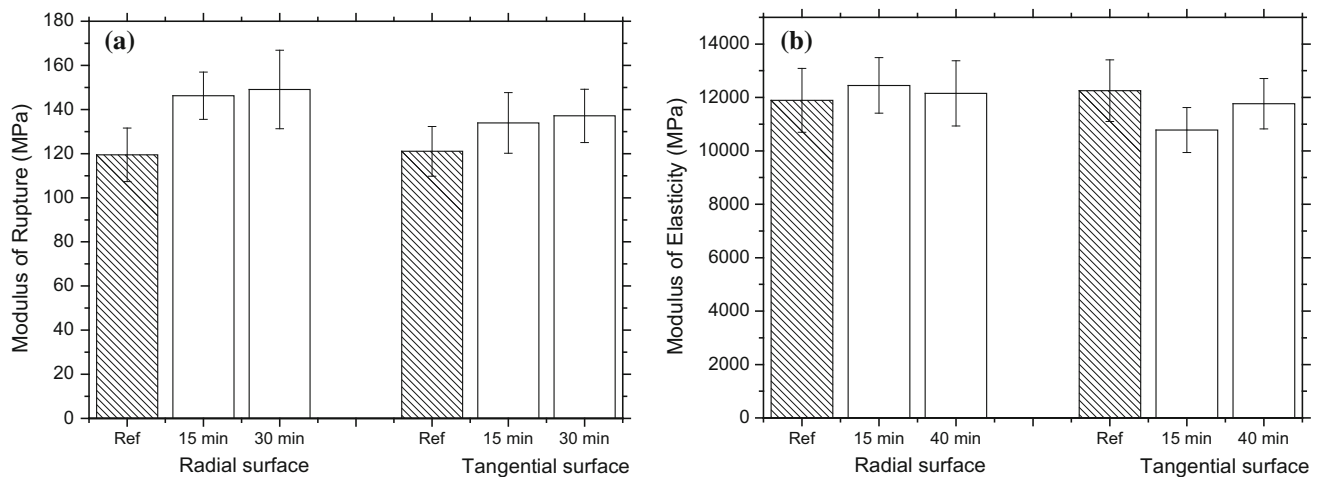 (a)
Modulus of Rupture (MPa)
180
160
140
120
100
80
60
40
20
0
Ref 15 min 30 min Ref 15 min 30 min
Radial surface Tangential surface
(b)
Modulus of Elasticity (MPa)
14000
12000
10000
8000
6000
4000
2000
0
Ref 15 min 40 min Ref 15 min 40 min
Radial surface Tangential surface